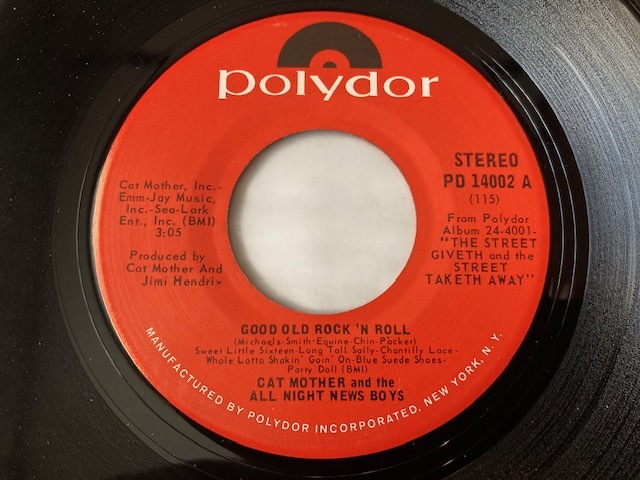 polydor
Cat Mother, Inc.-
Emm-Jay Music,
Inc.-Sea-Lark
Ent., Inc. (BMI)
3:05
Produced by
Cat Mother And
Jimi Hendrix
STEREO
PD 14002 A
(115)
From Polydor
Album 24-4001-
"THE STREET
GIVETH and the
STREET
TAKETH AWAY"
GOOD OLD ROCK 'N ROLL
(Michaels-Smith-Equine-Chin-Packer)
Sweet Little Sixteen-Long Tall Sally-Chantilly Lace-
Whole Lotta Shakin' Goin' On-Blue Suede Shoes-
Party Doll (BMI)
CAT MOTHER and the
ALL NIGHT NEWS BOYS
MANUFACTURED BY POLYDOR INCORPORATED, NEW YORK, N.Y.